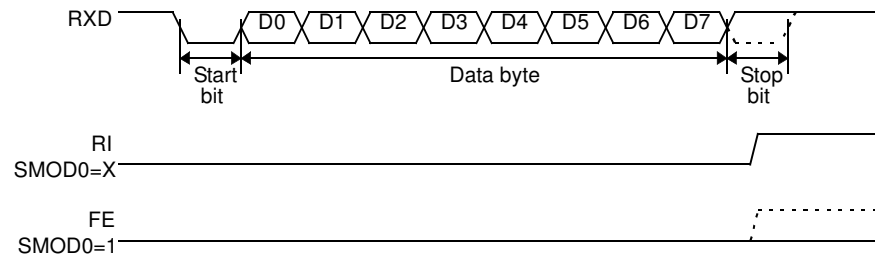 RXD
D0 D1 D2 D3 D4 D5 D6 D7
Start
bit
Data byte
Stop
bit
RI
SMOD0=X
FE
SMOD0=1